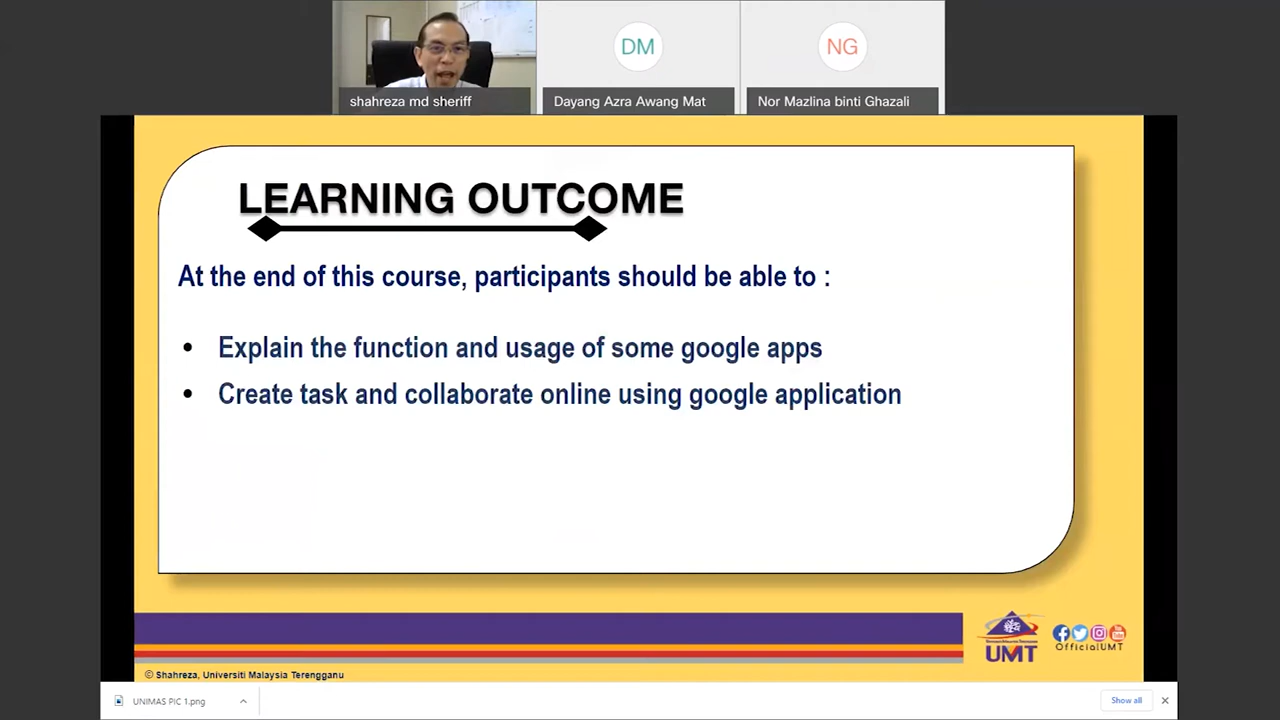 DM
NG
shahreza md sheriff
Dayang Azra Awang Mat
Nor Mazlina binti Ghazali
LEARNING OUTCOME
At the end of this course, participants should be able to :
• Explain the function and usage of some google apps
• Create task and collaborate online using google application
UMT
OfficialUMT
© Shahreza, Universiti Malaysia Terengganu
UNIMAS PIC 1.png
Show all